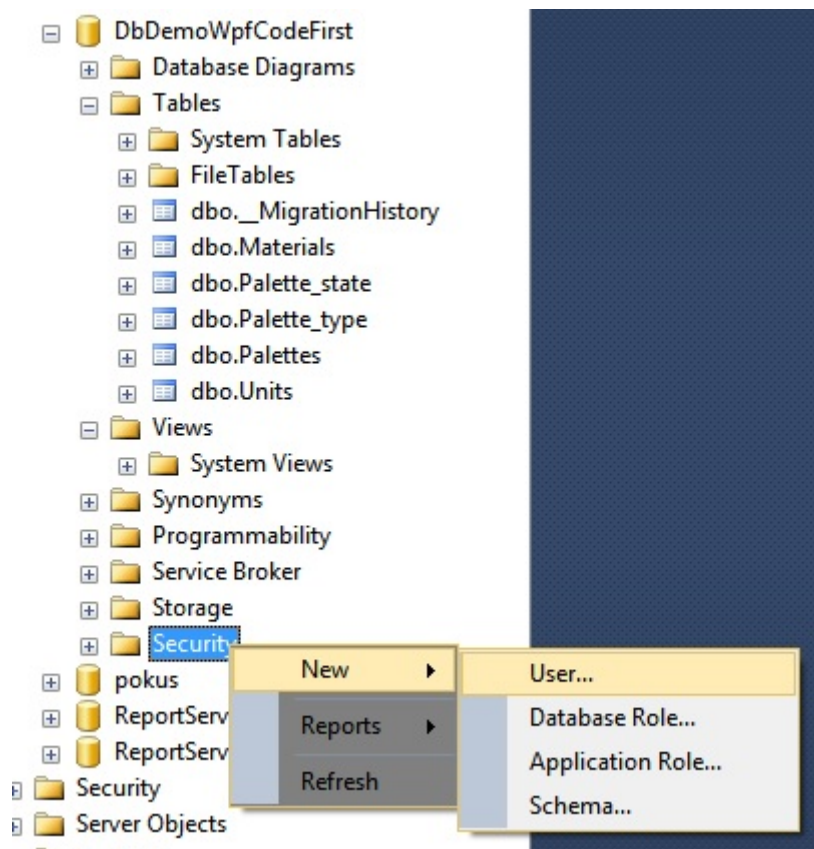 DbDemoWpfCodeFirst
Database Diagrams
Tables
System Tables
FileTables
dbo.__MigrationHistory
dbo.Materials
dbo.Palette_state
dbo.Palette_type
dbo.Palettes
dbo.Units
Views
System Views
Synonyms
Programmability
Service Broker
Storage
Security
pokus
ReportServ
ReportServ
Security
Server Objects
New
Reports
Refresh
User...
Database Role...
Application Role...
Schema...